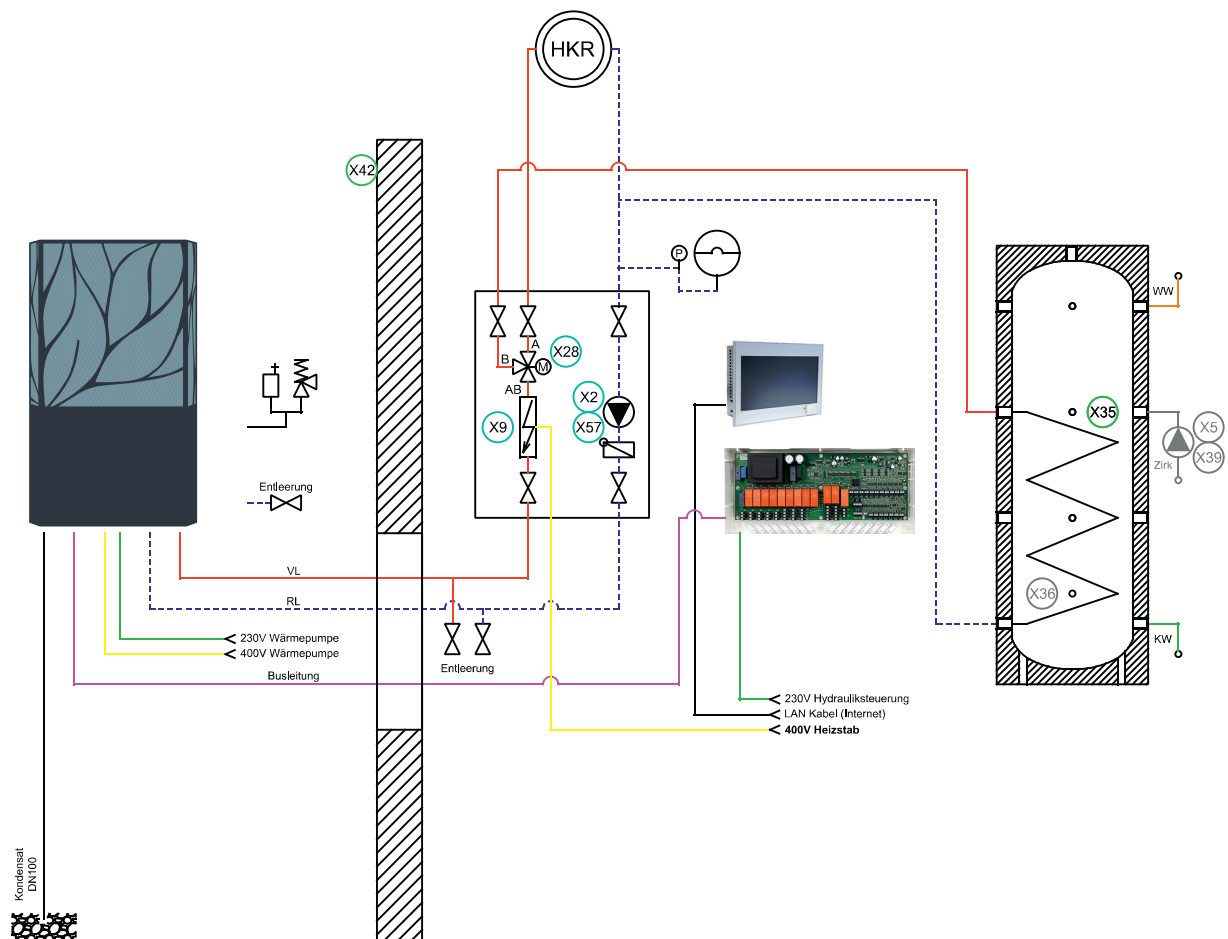 HKR
X42
P
WW
A
X28
B
M
AB
X2
X9
X57
X35
X5
X39
Zirk
Entleerung
VL
RL
X36
230V Wärmepumpe
400V Wärmepumpe
Entleerung
KW
Busleitung
230V Hydrauliksteuerung
LAN Kabel (Internet)
400V Heizstab
Kondensat
DN100